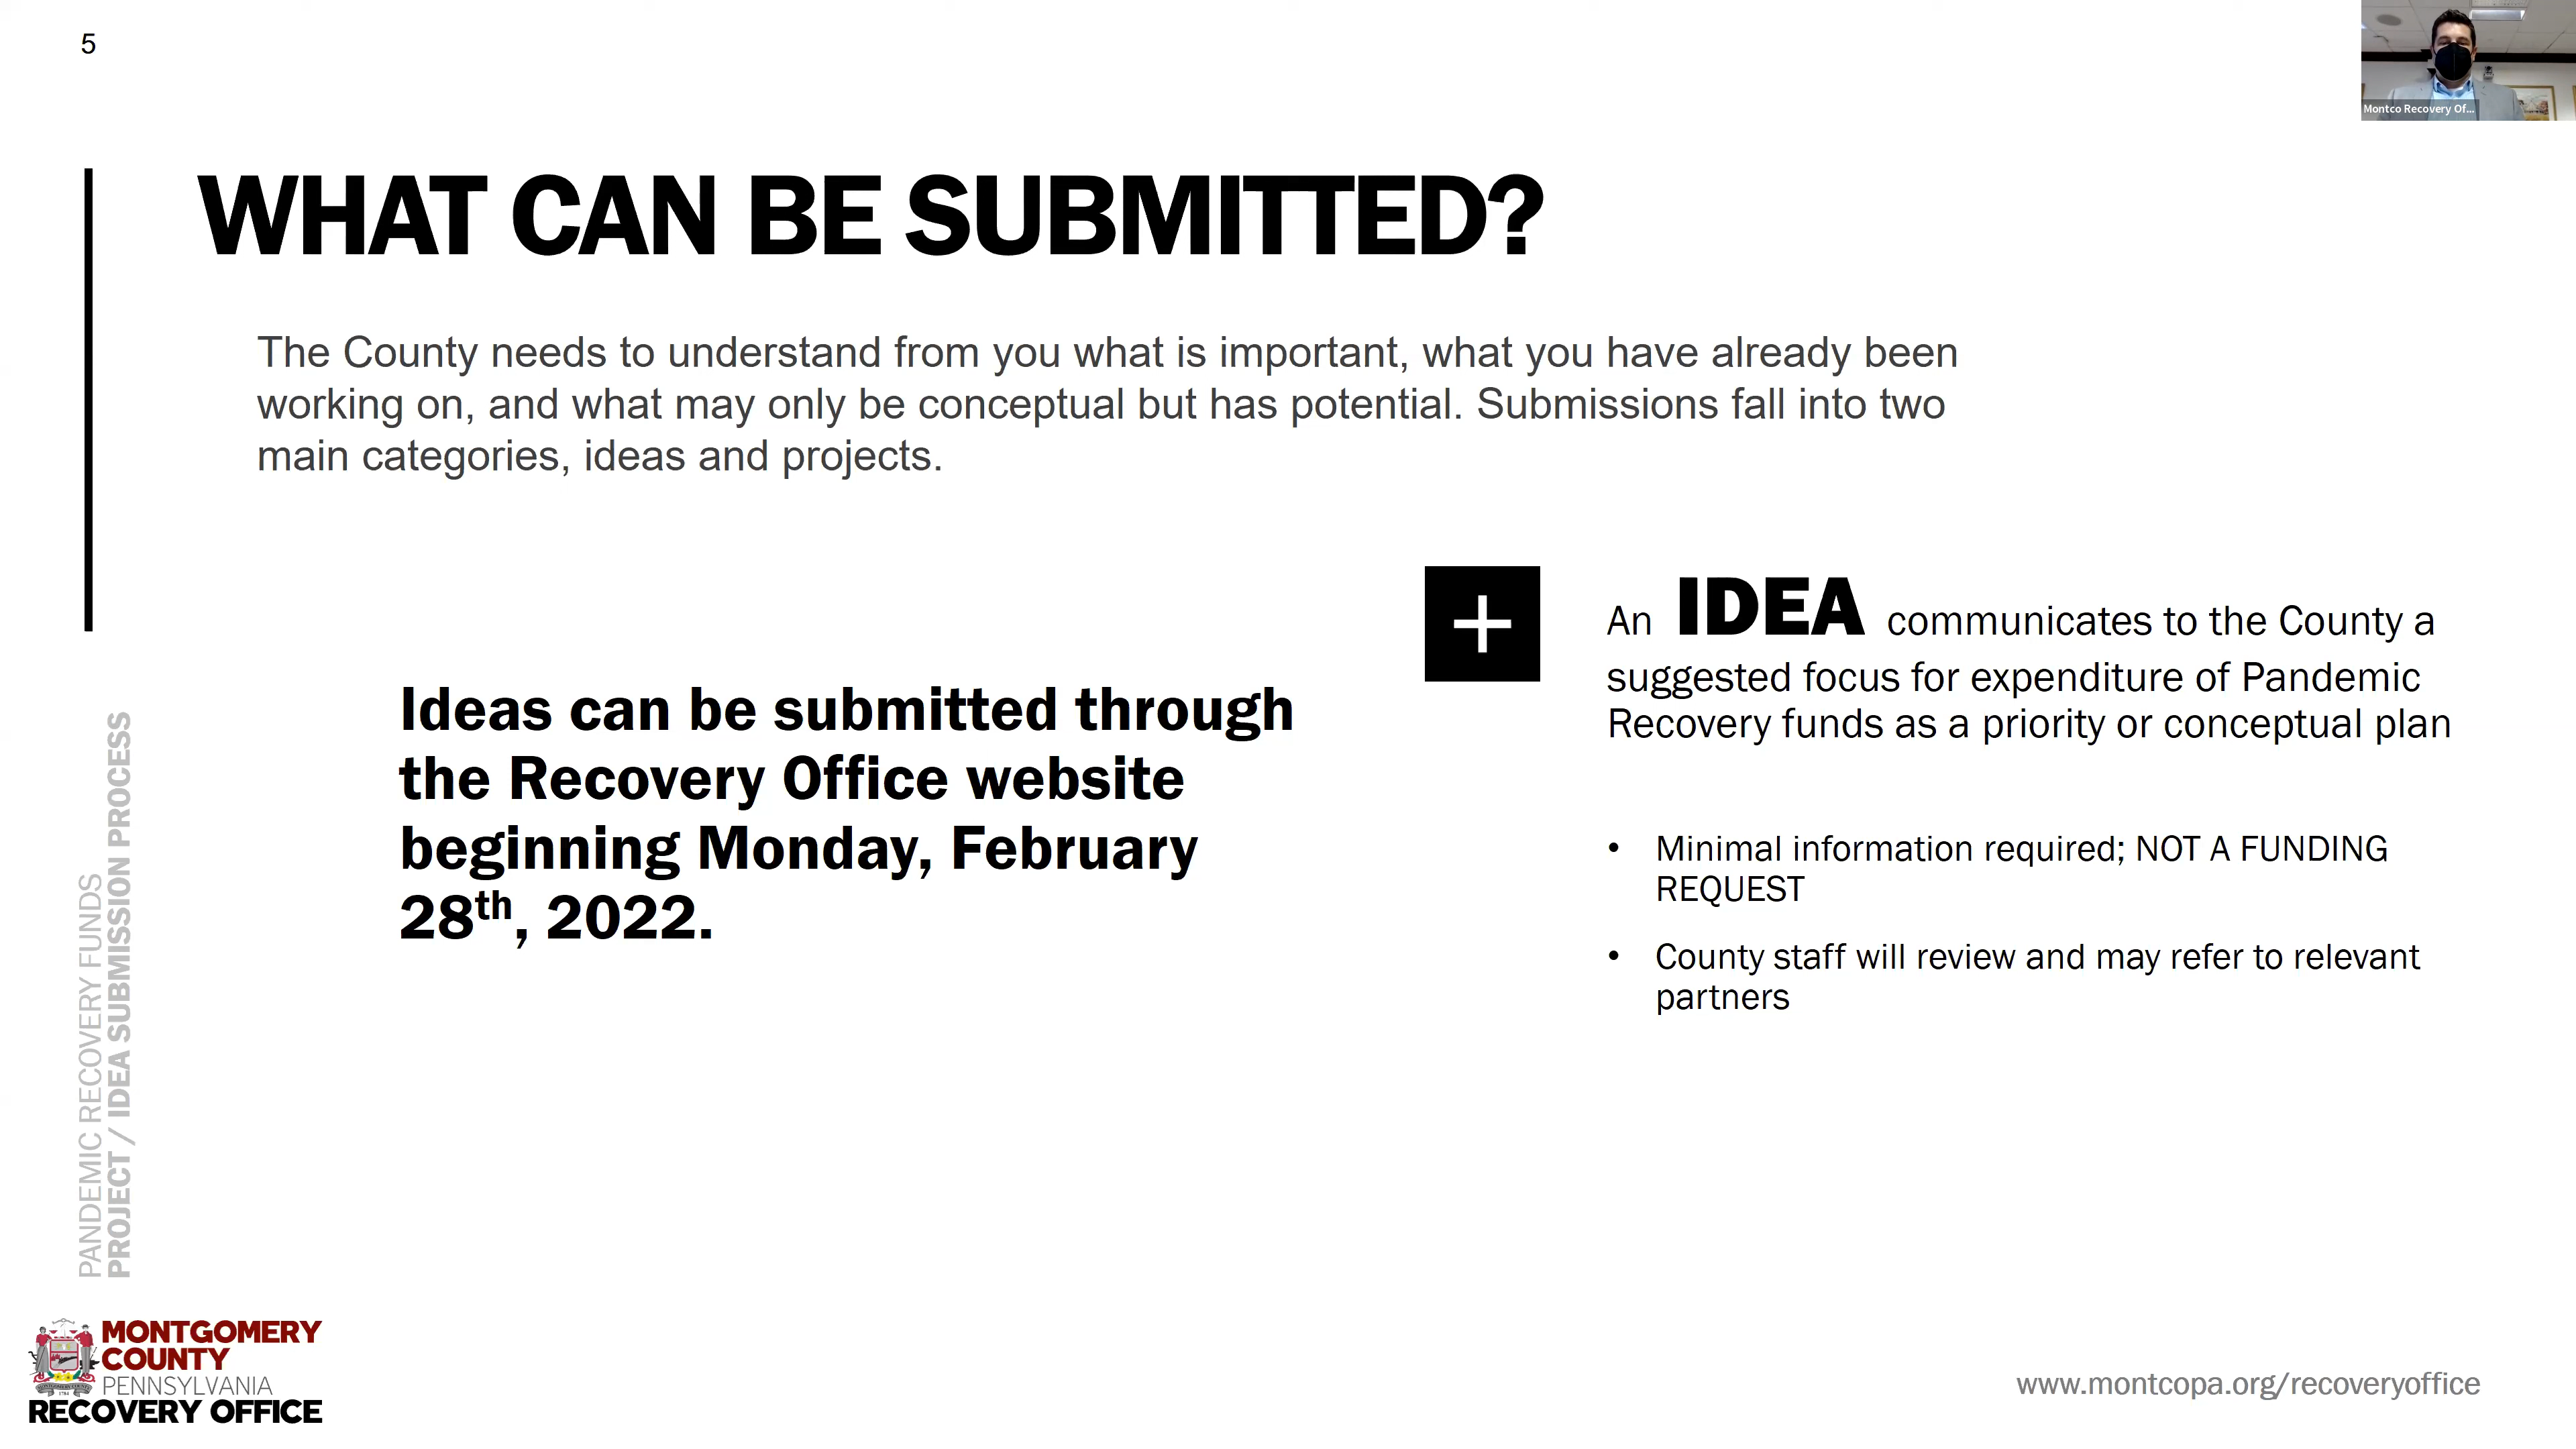 5
Montco Recovery Of...
WHAT CAN BE SUBMITTED?
The County needs to understand from you what is important, what you have already been
working on, and what may only be conceptual but has potential. Submissions fall into two
main categories, ideas and projects.
Ideas can be submitted through
the Recovery Office website
beginning Monday, February
28th, 2022.
An IDEA communicates to the County a
suggested focus for expenditure of Pandemic
Recovery funds as a priority or conceptual plan
• Minimal information required; NOT A FUNDING
REQUEST
• County staff will review and may refer to relevant
partners
PANDEMIC RECOVERY FUNDS
PROJECT / IDEA SUBMISSION PROCESS
MONTGOMERY
COUNTY
PENNSYLVANIA
RECOVERY OFFICE
www.montcopa.org/recoveryoffice